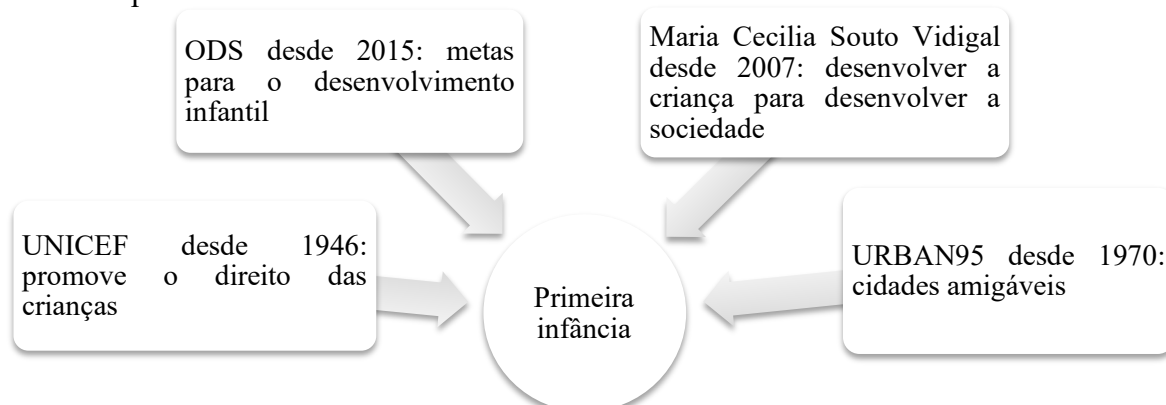 ODS desde 2015: metas
para o desenvolvimento
infantil
Maria Cecilia Souto Vidigal
desde 2007: desenvolver a
criança para desenvolver a
sociedade
UNICEF desde 1946:
promove o direito das
crianças
URBAN95 desde 1970:
cidades amigáveis
Primeira
infância